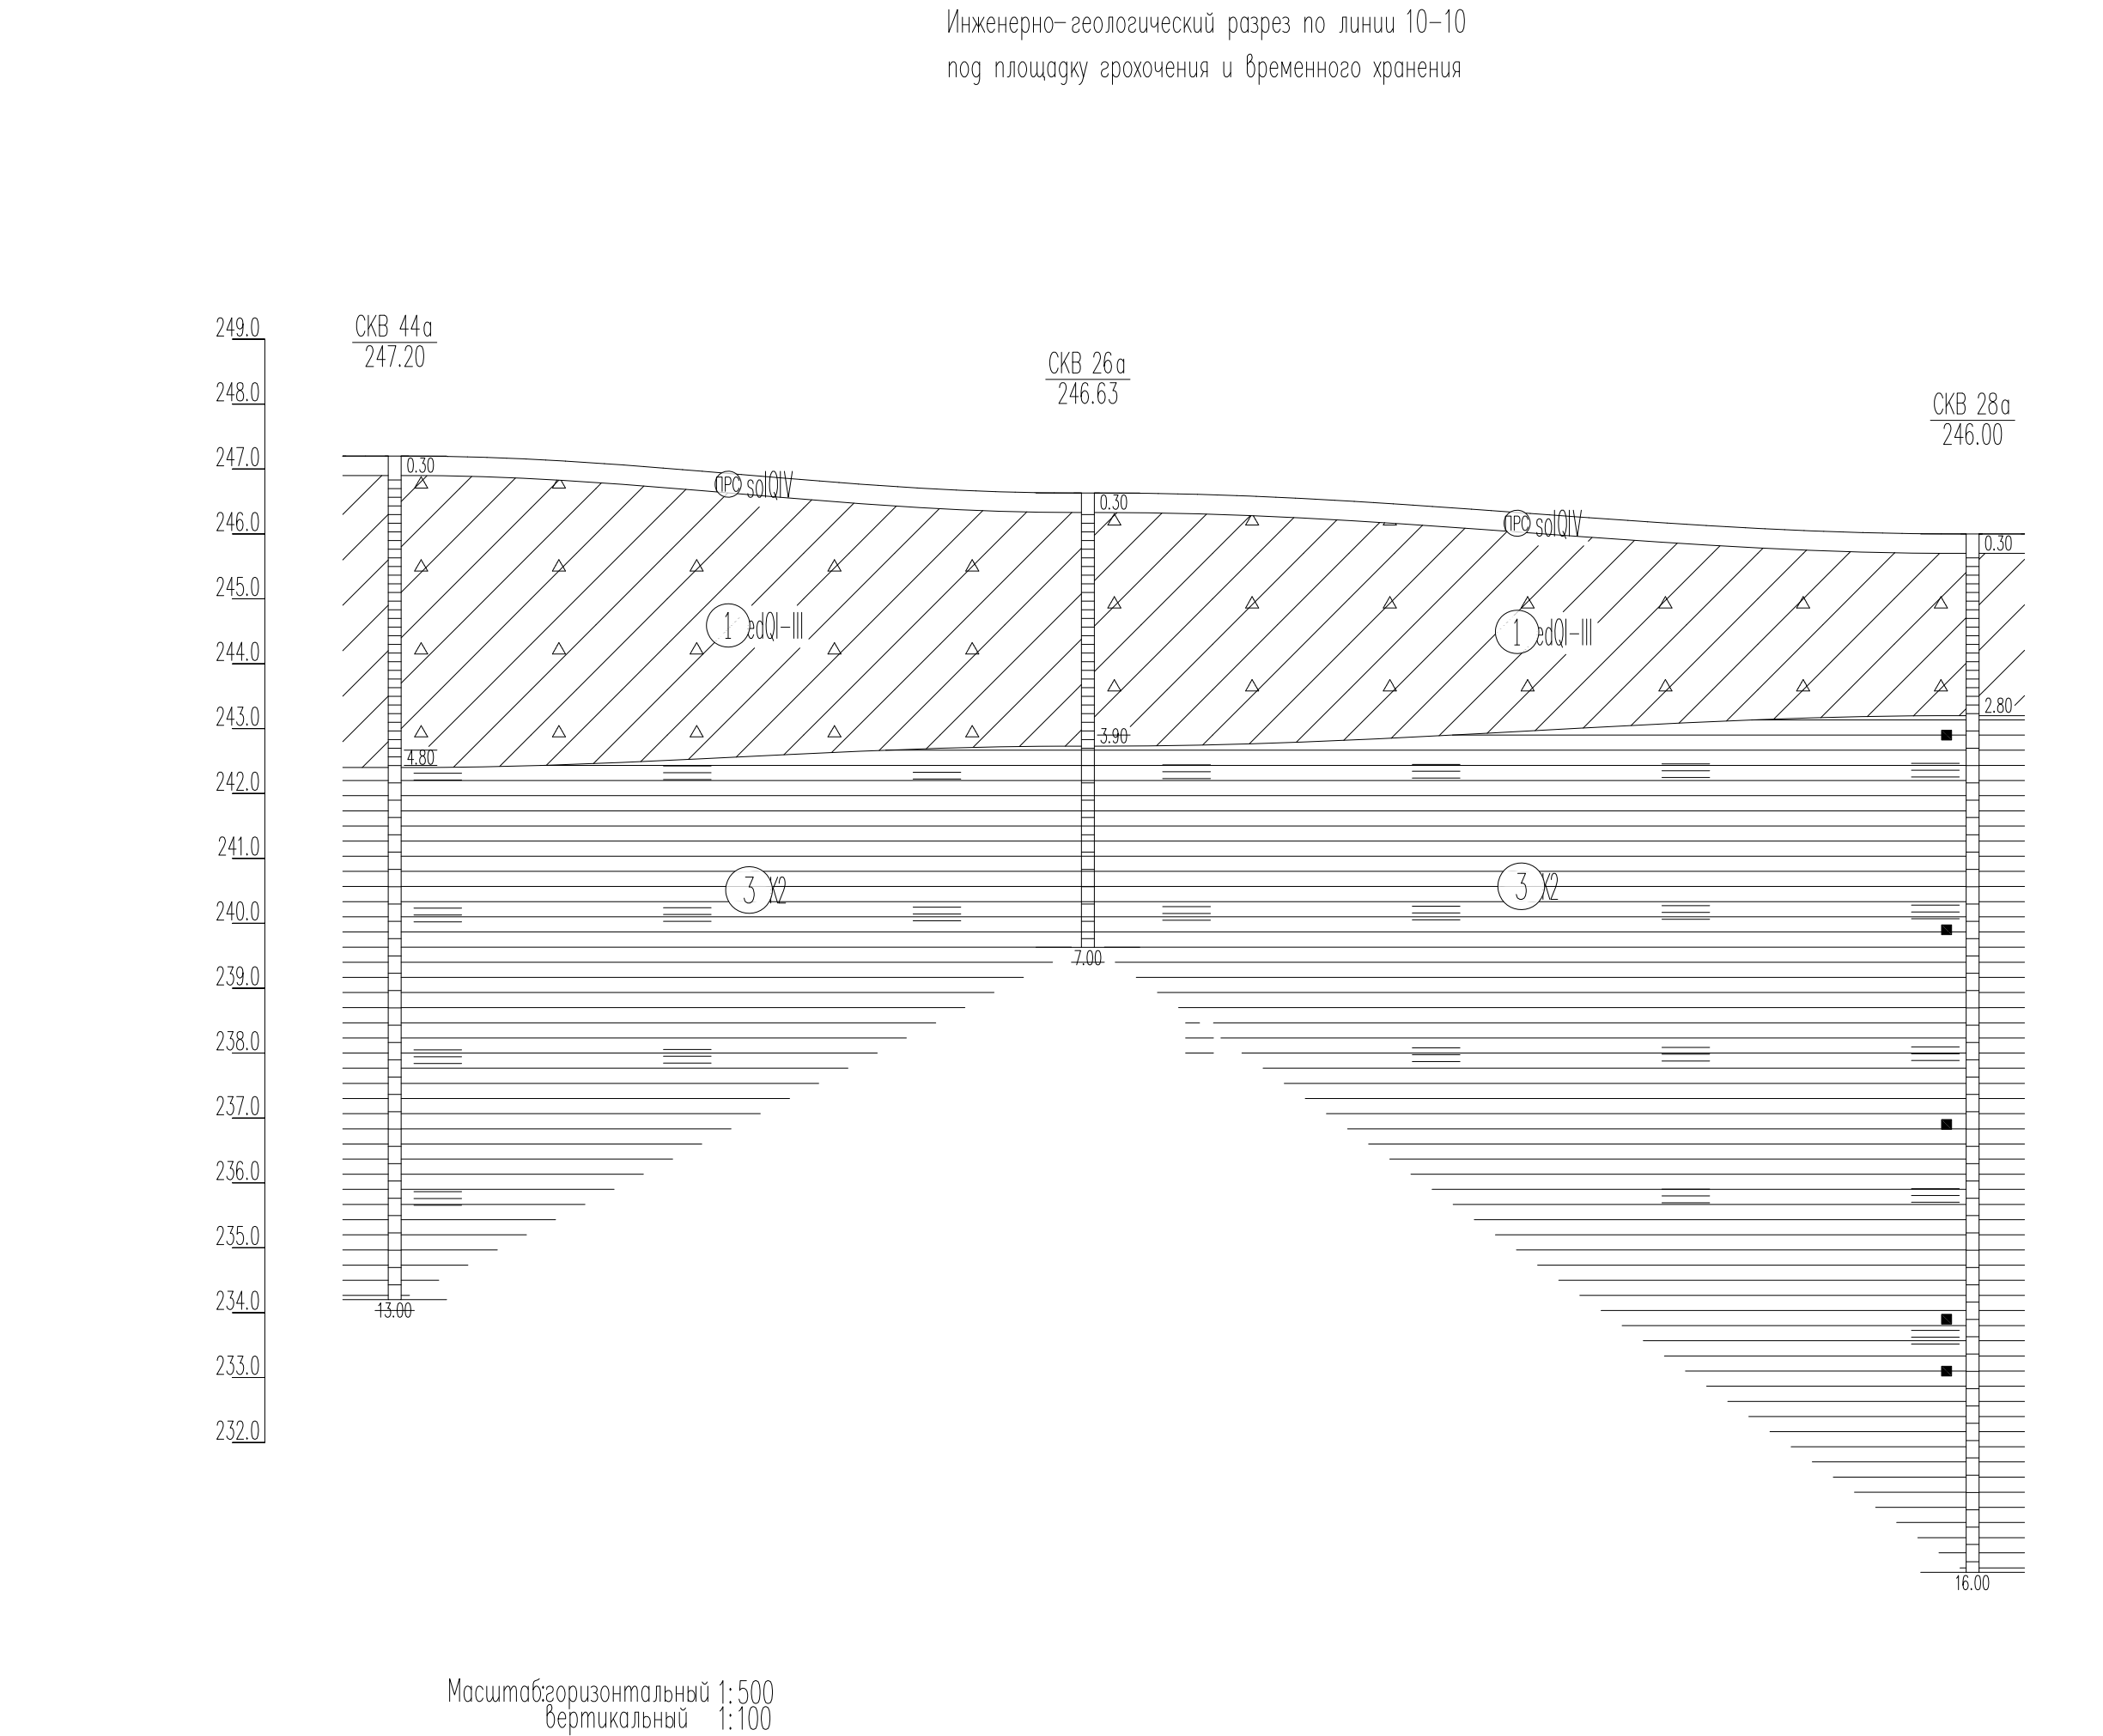 Инженерно-геологический разрез по линии 10-10
под площадку грохочения и временного хранения
249.0
248.0
247.0
246.0
245.0
244.0
243.0
242.0
241.0
240.0
239.0
238.0
237.0
236.0
235.0
234.0
233.0
232.0
СКВ 44а
247.20
СКВ 26а
246.63
СКВ 28а
246.00
0.30
ПРС solQIV
0.30
ПРС solQIV
0.30
1 edQI-III
1 edQI-III
2.80
3.90
4.80
3 K2
3 K2
7.00
13.00
16.00
Масштаб:горизонтальный 1:500
вертикальный 1:100